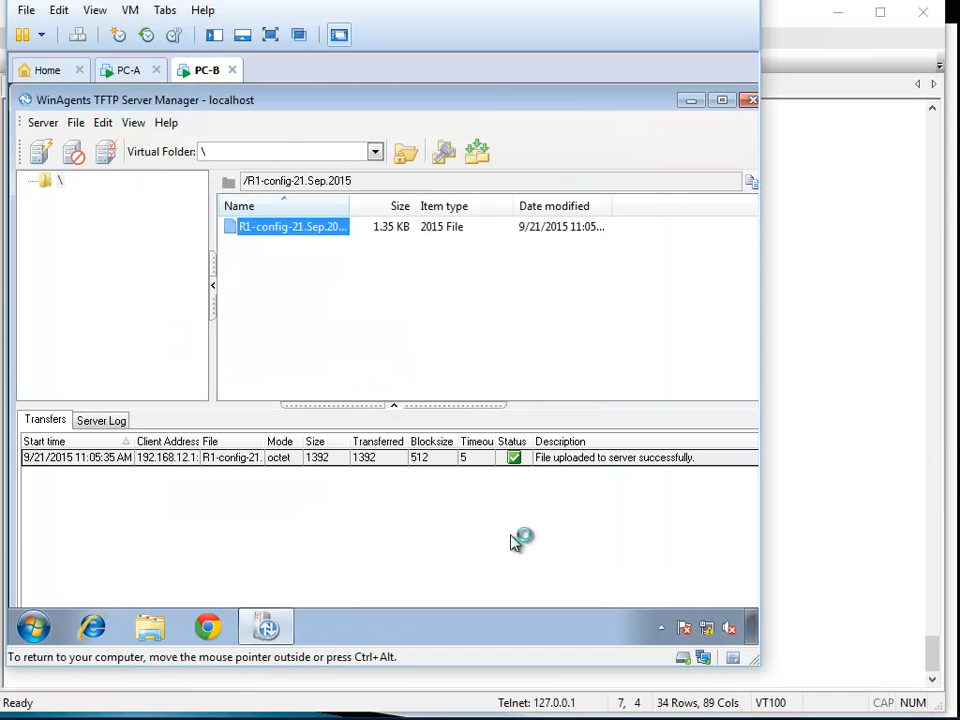 File Edit View VM Tabs Help
Home PC-A PC-B
WinAgents TFTP Server Manager - localhost
Server File Edit View Help
Virtual Folder: \
\ /R1-config-21.Sep.2015
Name Size Item type Date modified
R1-config-21.Sep.20... 1.35 KB 2015 File 9/21/2015 11:05...
Transfers Server Log
Start time Client Address File Mode Size Transferred Blocksize Timeou Status Description
9/21/2015 11:05:35 AM 192.168.12.1: R1-config-21. octet 1392 1392 512 5 File uploaded to server successfully.
To return to your computer, move the mouse pointer outside or press Ctrl+Alt.
Ready Telnet: 127.0.0.1 7, 4 34 Rows, 89 Cols VT100 CAP NUM